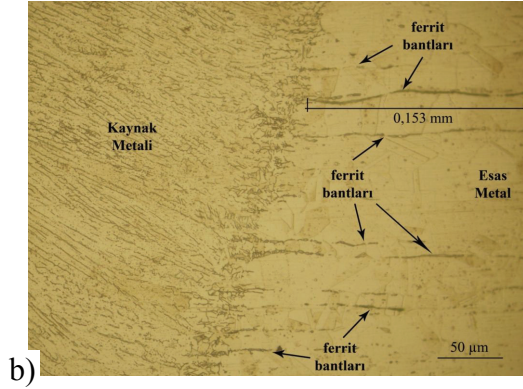 ferrit
bantları
0,153 mm
Kaynak
Metali
ferrit
bantları
Esas
Metal
50 µm
ferrit
bantları
b)